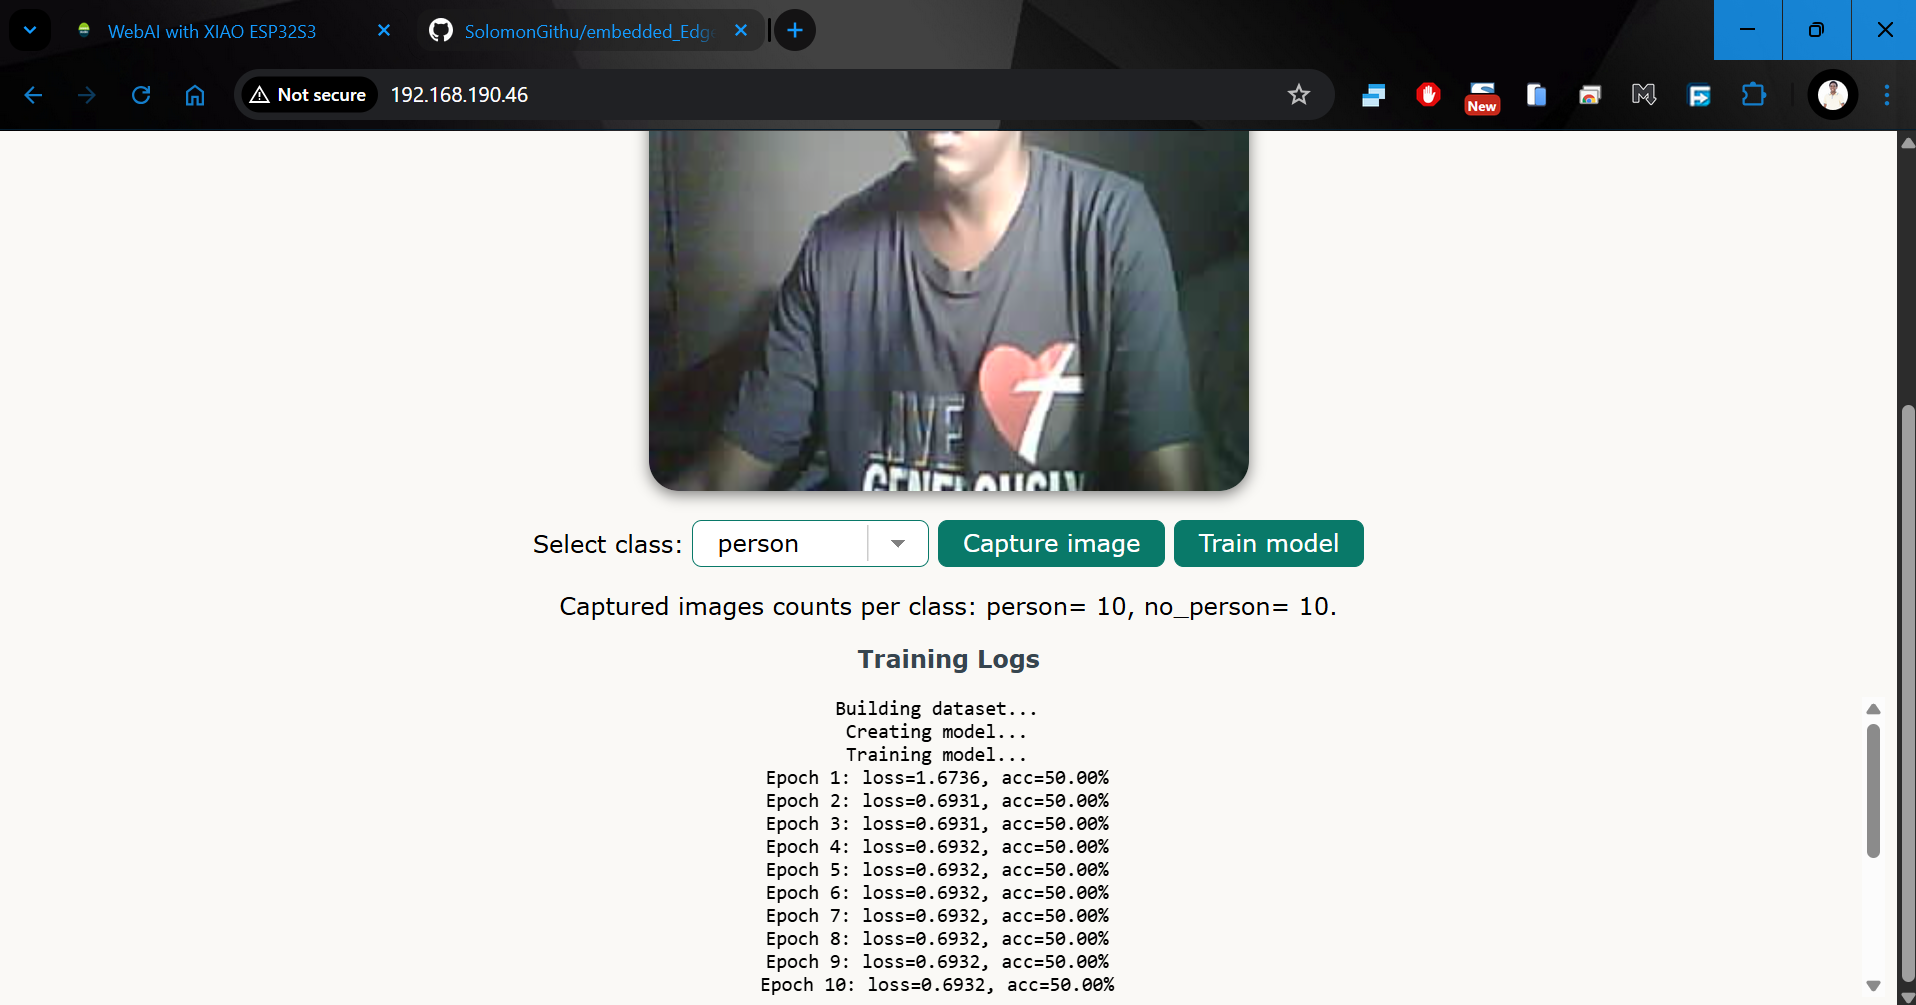 WebAI with XIAO ESP32S3
SolomonGithu/embedded_Edg
Not secure
192.168.190.46
New
LIVE
GENEROUSLY
Select class:
person
Capture image
Train model
Captured images counts per class: person= 10, no_person= 10.
Training Logs
Building dataset...
Creating model...
Training model...
Epoch 1: loss=1.6736, acc=50.00%
Epoch 2: loss=0.6931, acc=50.00%
Epoch 3: loss=0.6931, acc=50.00%
Epoch 4: loss=0.6932, acc=50.00%
Epoch 5: loss=0.6932, acc=50.00%
Epoch 6: loss=0.6932, acc=50.00%
Epoch 7: loss=0.6932, acc=50.00%
Epoch 8: loss=0.6932, acc=50.00%
Epoch 9: loss=0.6932, acc=50.00%
Epoch 10: loss=0.6932, acc=50.00%